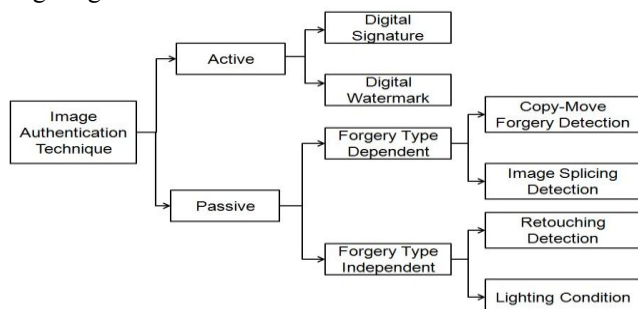 Digital
Signature
Active
Digital
Watermark
Image
Authentication
Technique
Copy-Move
Forgery Detection
Forgery Type
Dependent
Image Splicing
Detection
Passive
Retouching
Detection
Forgery Type
Independent
Lighting Condition